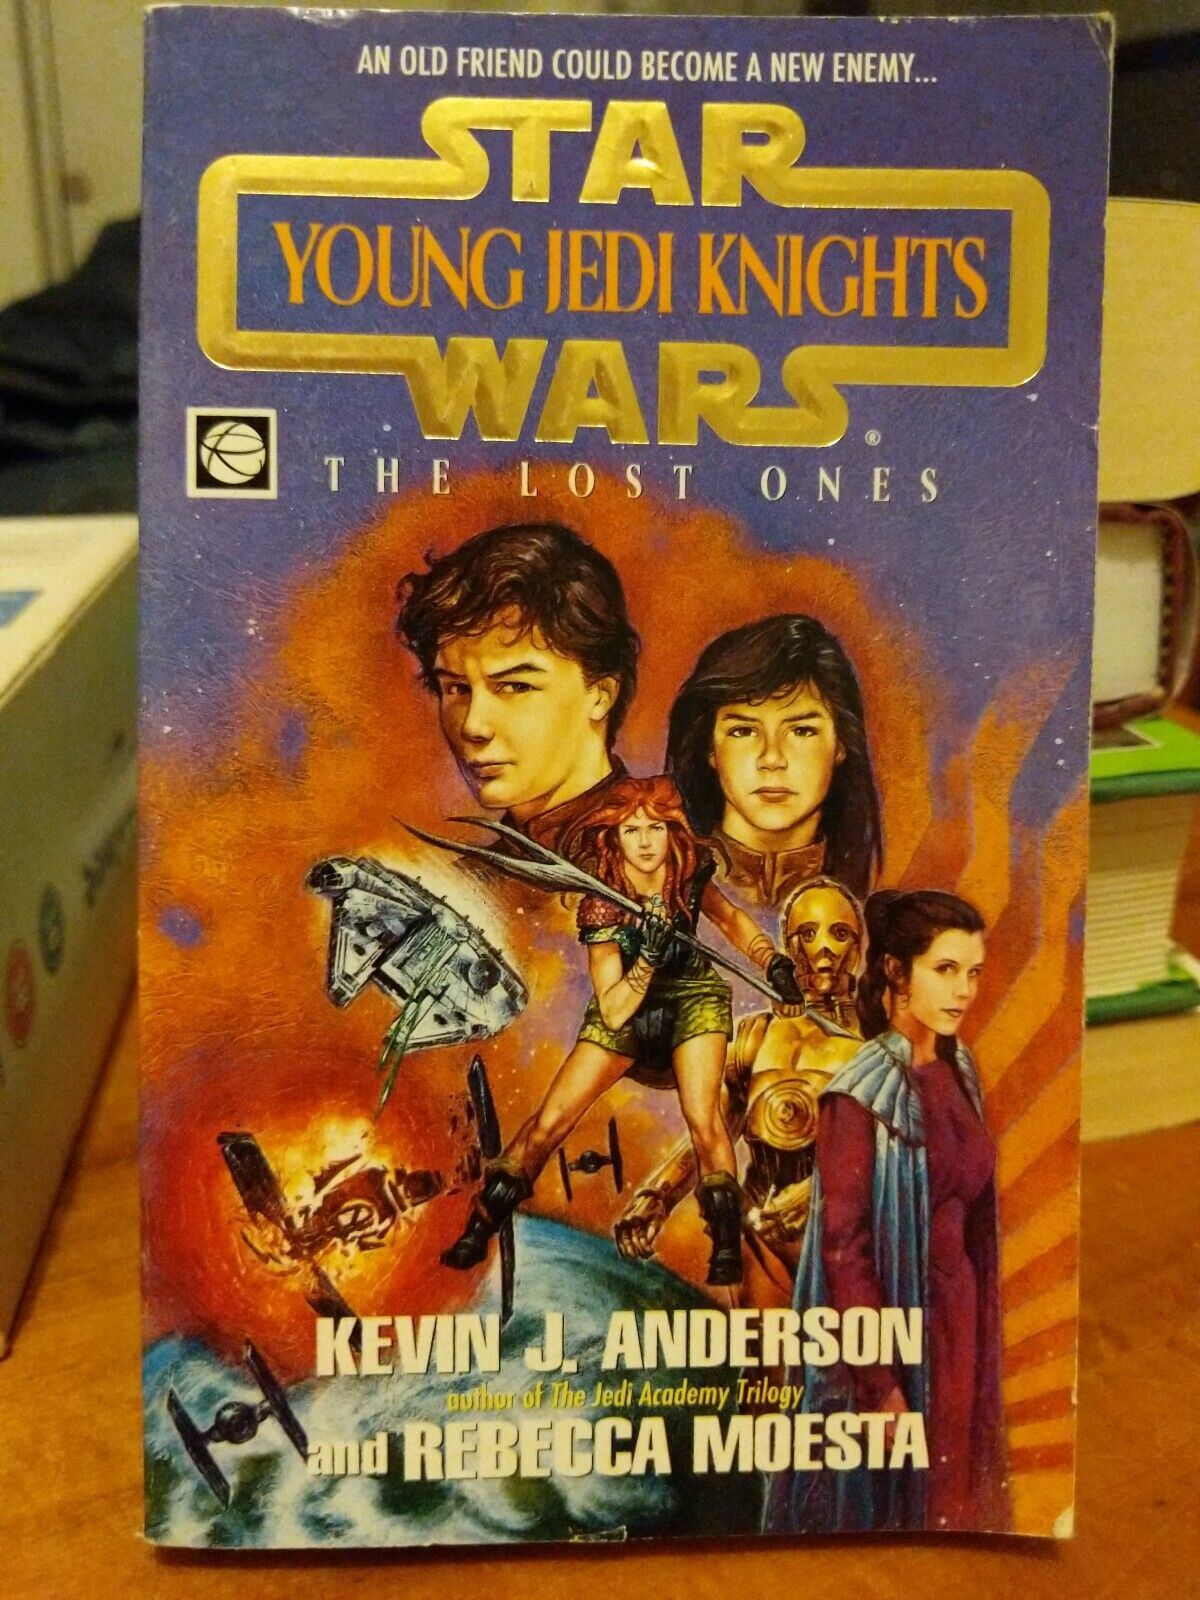 AN OLD FRIEND COULD BECOME A NEW ENEMY...
STAR
YOUNG JEDI KNIGHTS
WARS®
THE LOST ONES
KEVIN J. ANDERSON
author of The Jedi Academy Trilogy
and REBECCA MOESTA